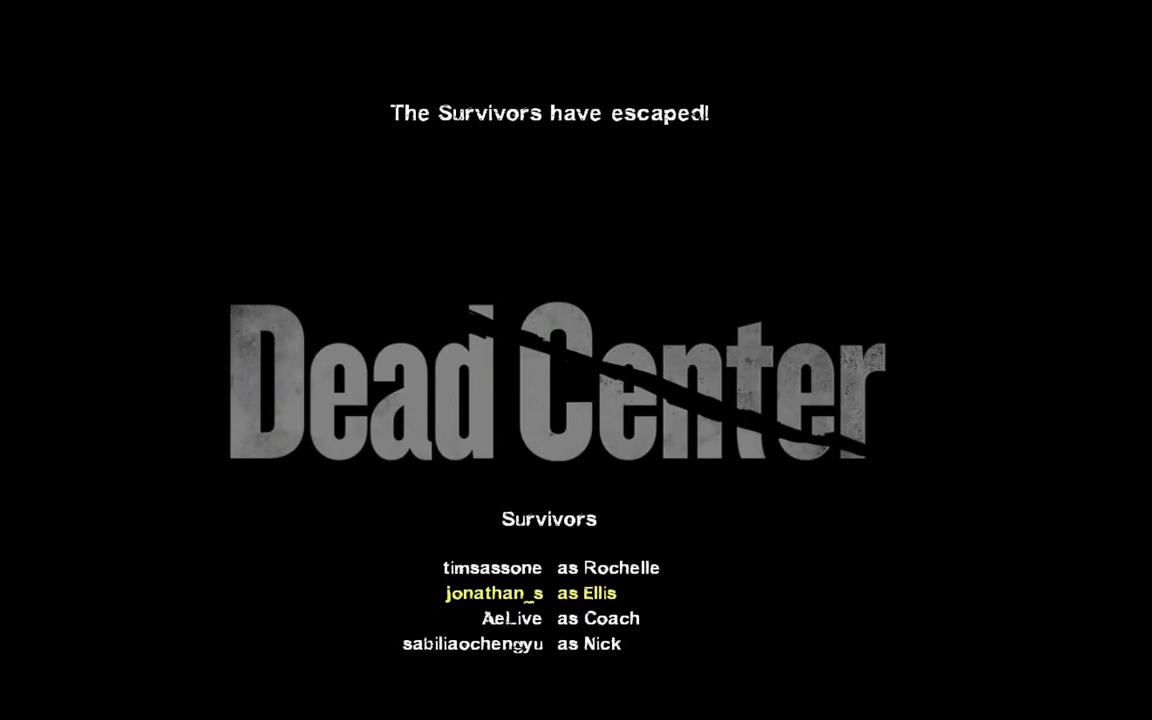 The Survivors have escaped!
Dead Center
Survivors
timsassone as Rochelle
jonathan_s as Ellis
AeLive as Coach
sabiliaochengyu as Nick